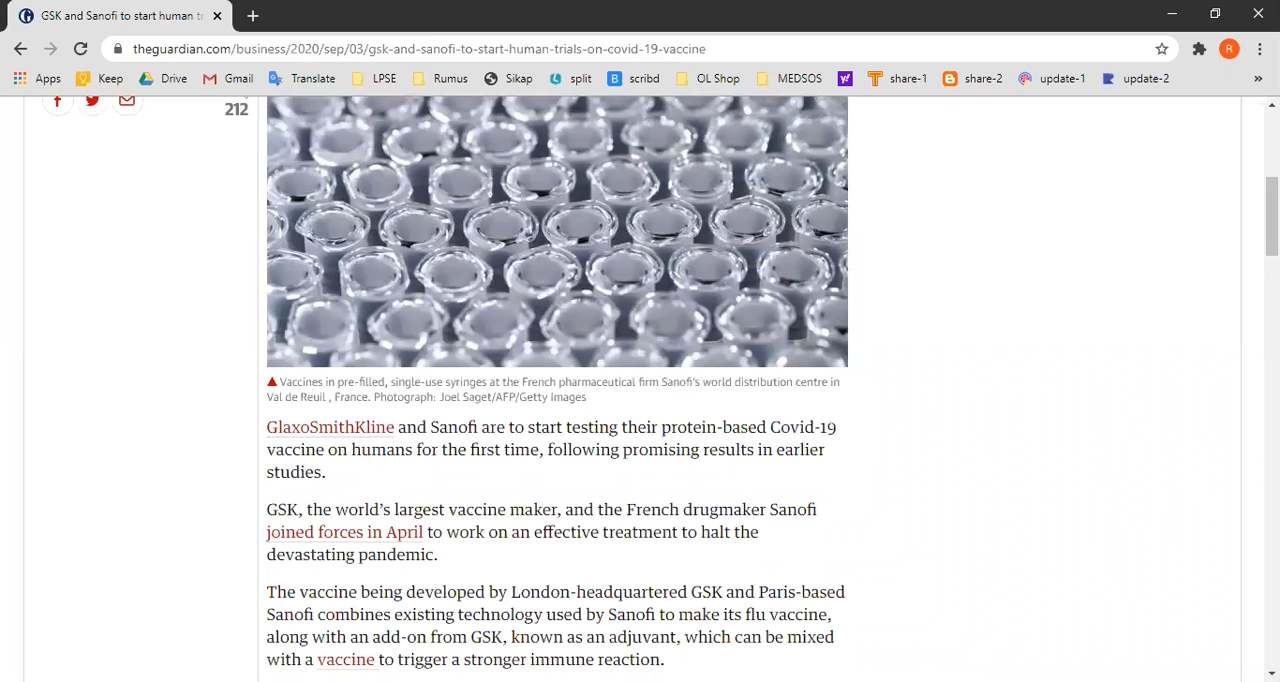 GSK and Sanofi to start human tr
theguardian.com/business/2020/sep/03/gsk-and-sanofi-to-start-human-trials-on-covid-19-vaccine
R
Apps Keep Drive Gmail Translate LPSE Rumus Sikap split scribd OL Shop MEDSOS share-1 share-2 update-1 update-2 »
212
Vaccines in pre-filled, single-use syringes at the French pharmaceutical firm Sanofi's world distribution centre in
Val de Reuil , France. Photograph: Joel Saget/AFP/Getty Images
GlaxoSmithKline and Sanofi are to start testing their protein-based Covid-19
vaccine on humans for the first time, following promising results in earlier
studies.
GSK, the world’s largest vaccine maker, and the French drugmaker Sanofi
joined forces in April to work on an effective treatment to halt the
devastating pandemic.
The vaccine being developed by London-headquartered GSK and Paris-based
Sanofi combines existing technology used by Sanofi to make its flu vaccine,
along with an add-on from GSK, known as an adjuvant, which can be mixed
with a vaccine to trigger a stronger immune reaction.